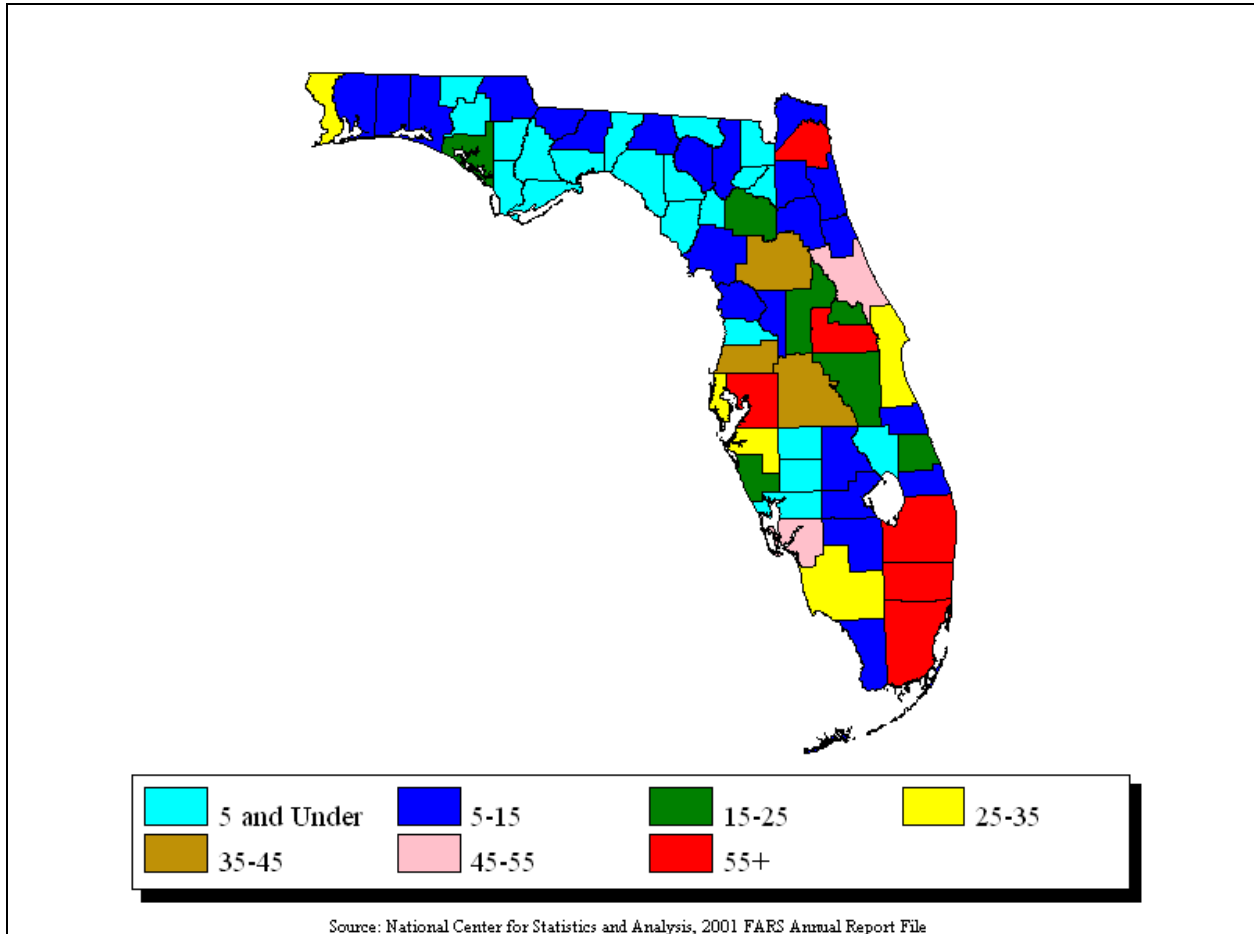 5 and Under 5-15 15-25 25-35
35-45 45-55 55+
Source: National Center for Statistics and Analysis, 2001 FARS Annual Report File